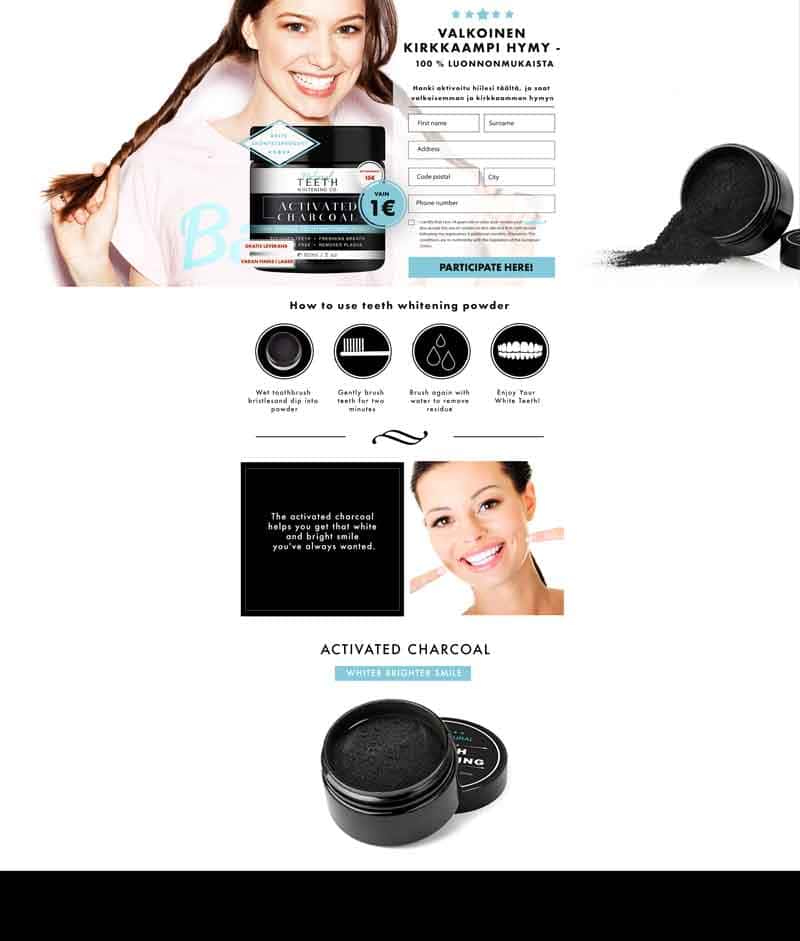 VALKOINEN
KIRKKAAMPI HYMY -
100 % LUONNONMUKAISTA
Hanki aktivoitu hiilesi täältä, ja saat
valkoisemman ja kirkkaamman hymyn
First name
Surname
Address
Code postal
City
Phone number
PARTICIPATE HERE!
TEETH
WHITENING CO.
ACTIVATED
CHARCOAL
15€
VAIN
1€
GRATIS LEVERANS
VARAN FINNS I LAGER
Ba
How to use teeth whitening powder
Wet toothbrush
bristlesand dip into
powder
Gently brush
teeth for two
minutes
Brush again with
water to remove
residue
Enjoy Your
White Teeth!
The activated charcoal
helps you get that white
and bright smile
you've always wanted.
ACTIVATED CHARCOAL
WHITER BRIGHTER SMILE